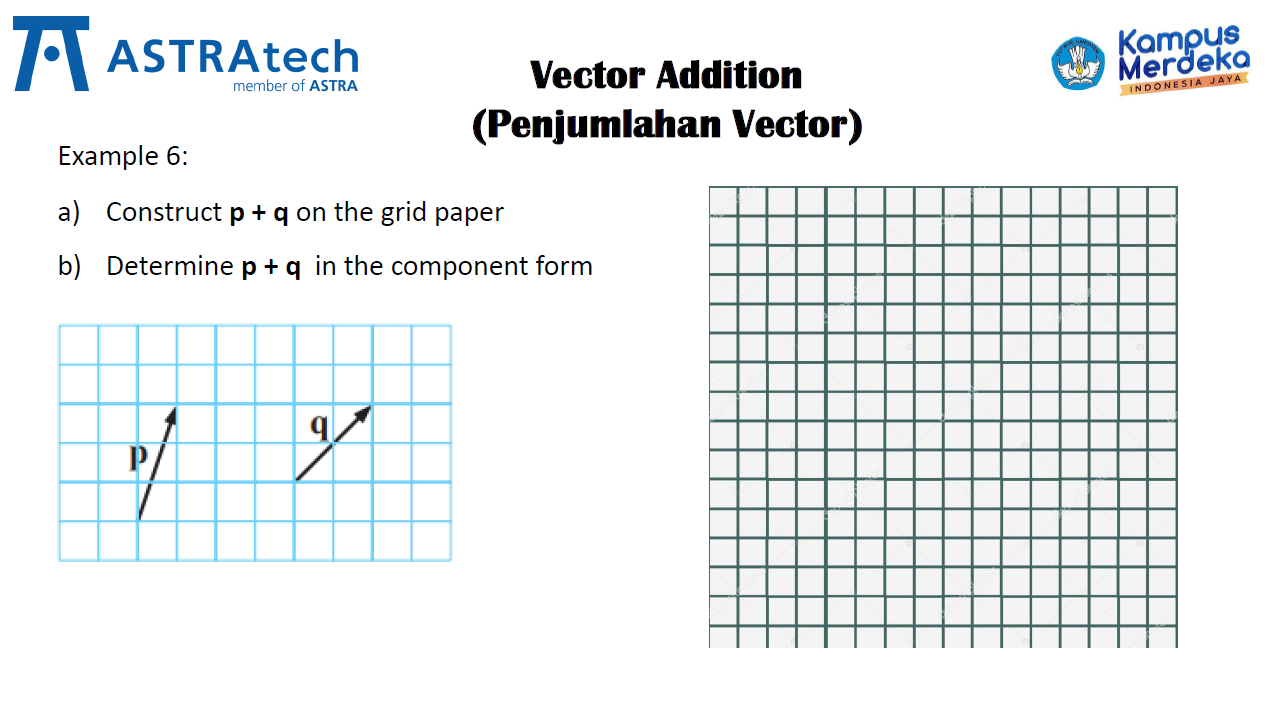 ASTRAtech
member of ASTRA
Kampus
Merdeka
INDONESIA JAYA
Vector Addition
(Penjumlahan Vector)
Example 6:
a) Construct p + q on the grid paper
b) Determine p + q in the component form
q
p